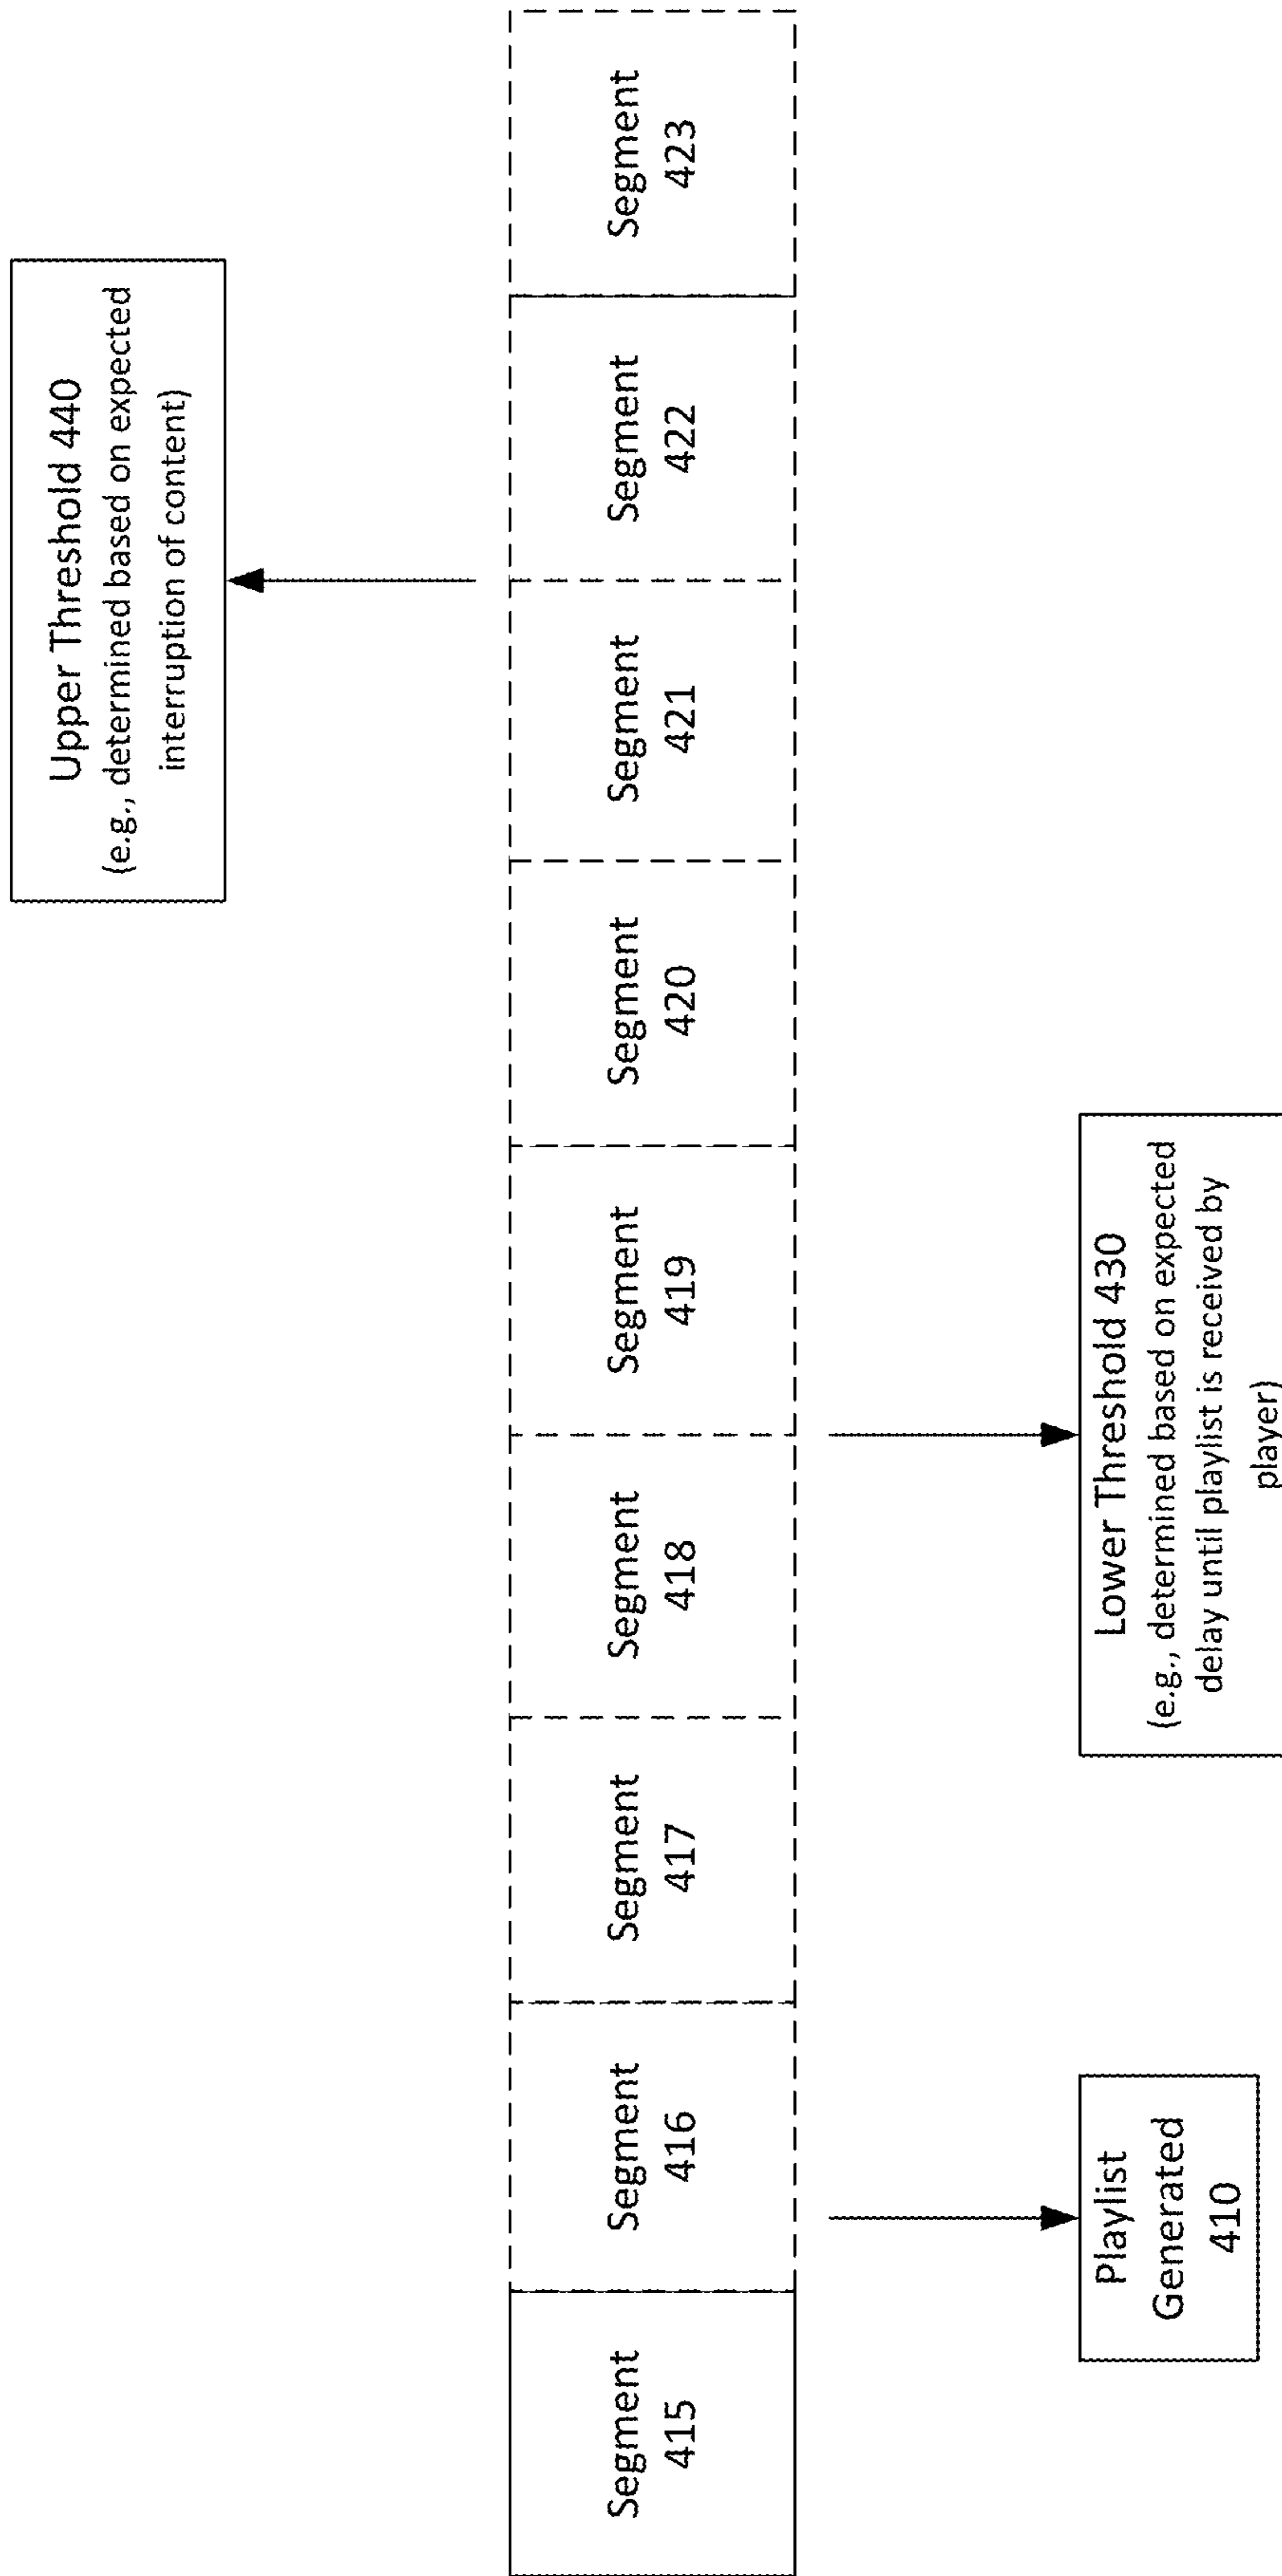 Upper Threshold 440
(e.g., determined based on expected
interruption of content)
Segment
415
Segment
416
Segment
417
Segment
418
Segment
419
Segment
420
Segment
421
Segment
422
Segment
423
Playlist
Generated
410
Lower Threshold 430
(e.g., determined based on expected
delay until playlist is received by
player)